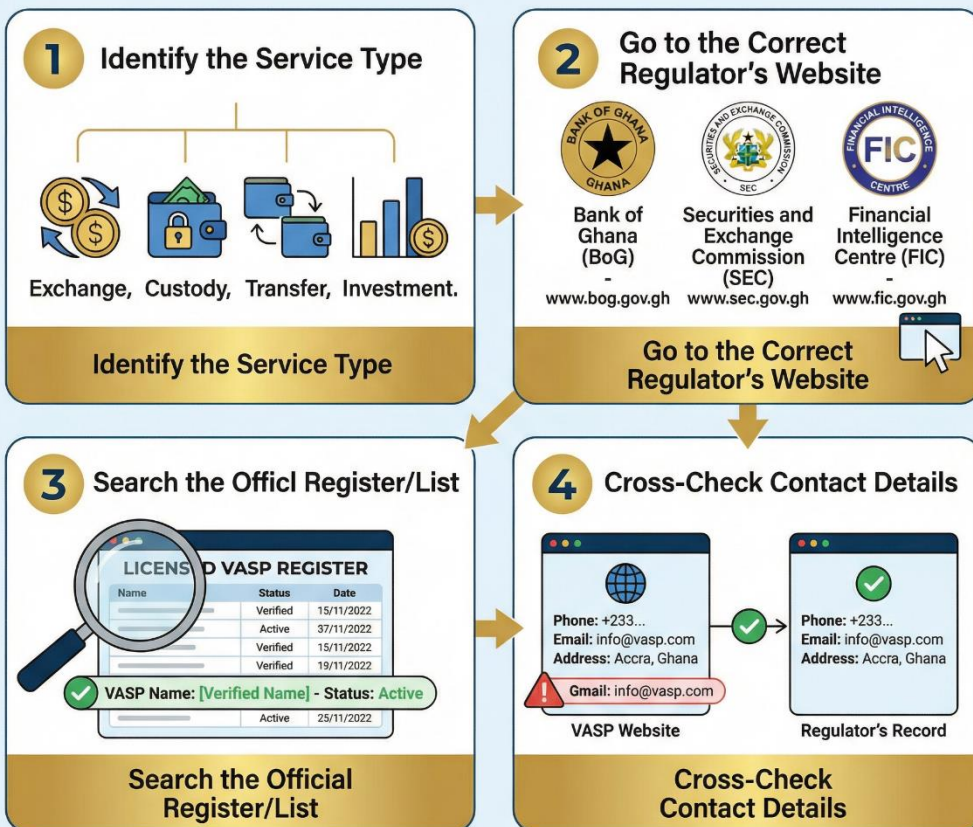 1 Identify the Service Type
Exchange, Custody, Transfer, Investment.
Identify the Service Type
2 Go to the Correct
Regulator's Website
BANK OF GHANA
GHANA
SECURITIES AND EXCHANGE COMMISSION
SEC
FINANCIAL INTELLIGENCE
FIC
CENTRE
Bank of
Ghana
(BoG)
-
www.bog.gov.gh
Securities and
Exchange
Commission
(SEC)
-
www.sec.gov.gh
Financial
Intelligence
Centre (FIC)
-
www.fic.gov.gh
Go to the Correct
Regulator's Website
3 Search the Officl Register/List
LICENS D VASP REGISTER
Name Status Date
Verified 15/11/2022
Active 37/11/2022
Verified 15/11/2022
Verified 19/11/2022
VASP Name: [Verified Name] - Status: Active
Active 25/11/2022
Search the Official
Register/List
4 Cross-Check Contact Details
Phone: +233...
Email: info@vasp.com
Address: Accra, Ghana
Gmail: info@vasp.com
VASP Website
Phone: +233...
Email: info@vasp.com
Address: Accra, Ghana
Regulator's Record
Cross-Check
Contact Details